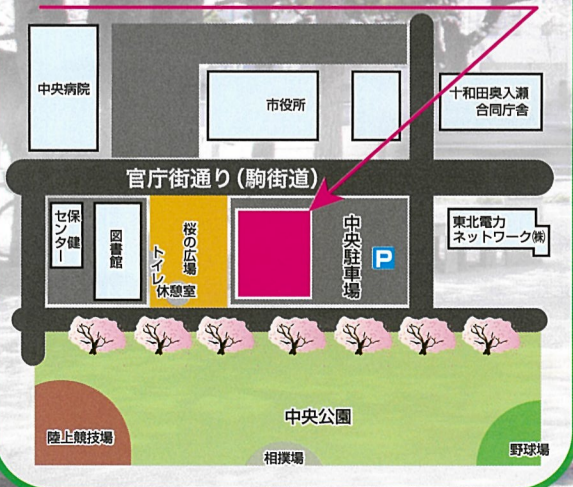 中央病院
市役所
十和田奥入瀬
合同庁舎
官庁街通り(駒街道)
保健
センター
図書館
桜の広場
トイレ
休憩室
中央駐車場
P
東北電力
ネットワーク㈱
中央公園
陸上競技場
相撲場
野球場